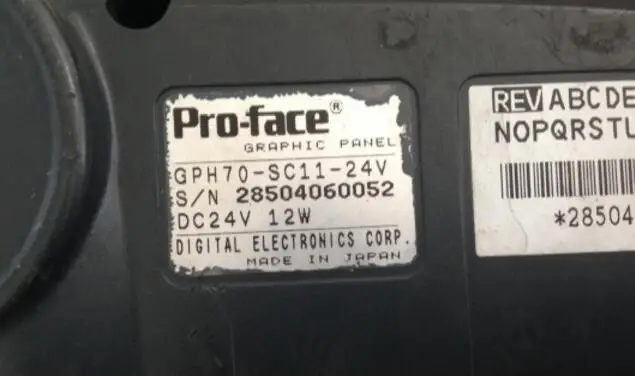 Pro-face®
GRAPHIC PANEL
GPH70-SC11-24V
S/N 28504060052
DC24V 12W
DIGITAL ELECTRONICS CORP.
MADE IN JAPAN
REV ABCDE
NOPQRSTU
*28504